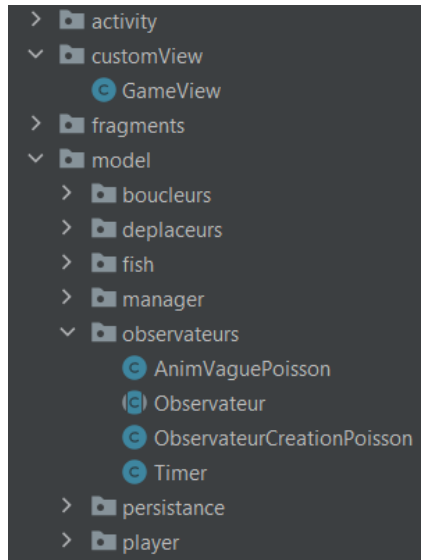 activity
customView
GameView
fragments
model
boucleurs
deplaceurs
fish
manager
observateurs
AnimVaguePoisson
Observateur
ObservateurCreationPoisson
Timer
persistance
player